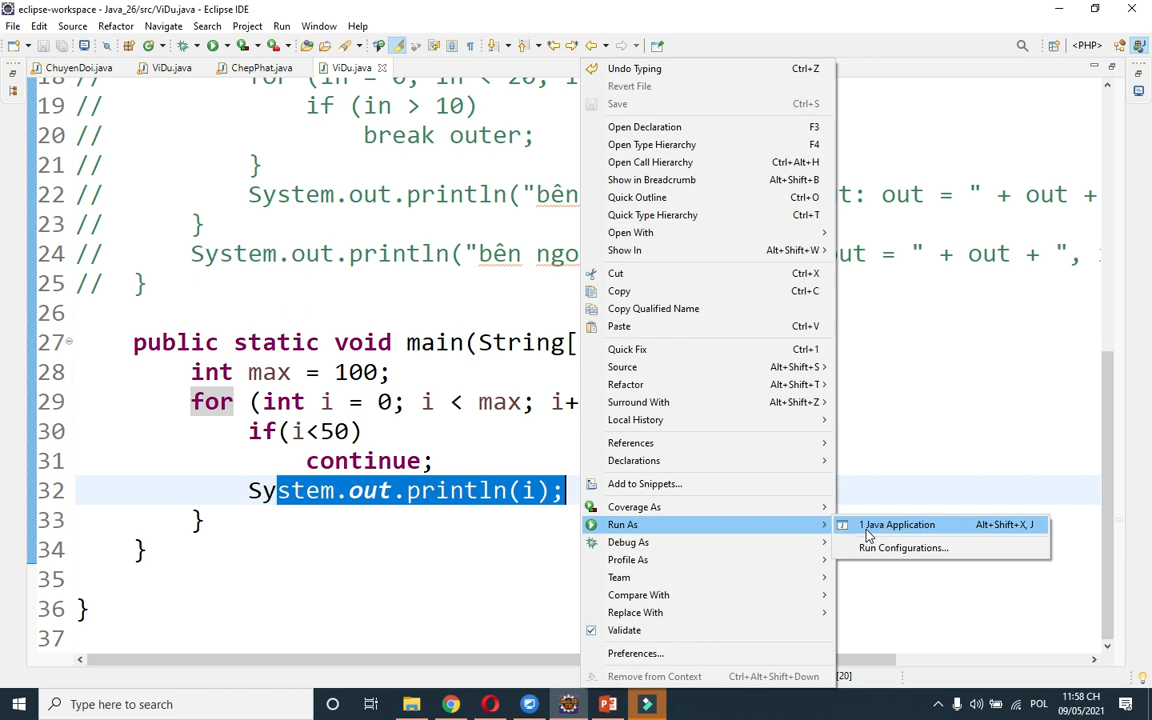 eclipse-workspace - Java_26/src/ViDu.java - Eclipse IDE
File Edit Source Refactor Navigate Search Project Run Window Help
<PHP>
ChuyenDoi.java ViDu.java ChepPhat.java ViDu.java
19 // if (in > 10)
20 // break outer;
21 // }
22 // System.out.println("bên t: out = " + out +
23 // }
24 // System.out.println("bên ngo out = " + out + ",
25 // }
26
27 public static void main(String[
28 int max = 100;
29 for (int i = 0; i < max; i+
30 if(i<50)
31 continue;
32 System.out.println(i);
33 }
34 }
35
36 }
37
Undo Typing Ctrl+Z
Revert File
Save Ctrl+S
Open Declaration F3
Open Type Hierarchy F4
Open Call Hierarchy Ctrl+Alt+H
Show in Breadcrumb Alt+Shift+B
Quick Outline Ctrl+O
Quick Type Hierarchy Ctrl+T
Open With
Show In Alt+Shift+W
Cut Ctrl+X
Copy Ctrl+C
Copy Qualified Name
Paste Ctrl+V
Quick Fix Ctrl+1
Source Alt+Shift+S
Refactor Alt+Shift+T
Surround With Alt+Shift+Z
Local History
References
Declarations
Add to Snippets...
Coverage As
Run As
Debug As
Profile As
Team
Compare With
Replace With
Validate
Preferences...
Remove from Context Ctrl+Alt+Shift+Down
1 Java Application Alt+Shift+X, J
Run Configurations...
[20]
Type here to search
POL
11:58 CH
09/05/2021